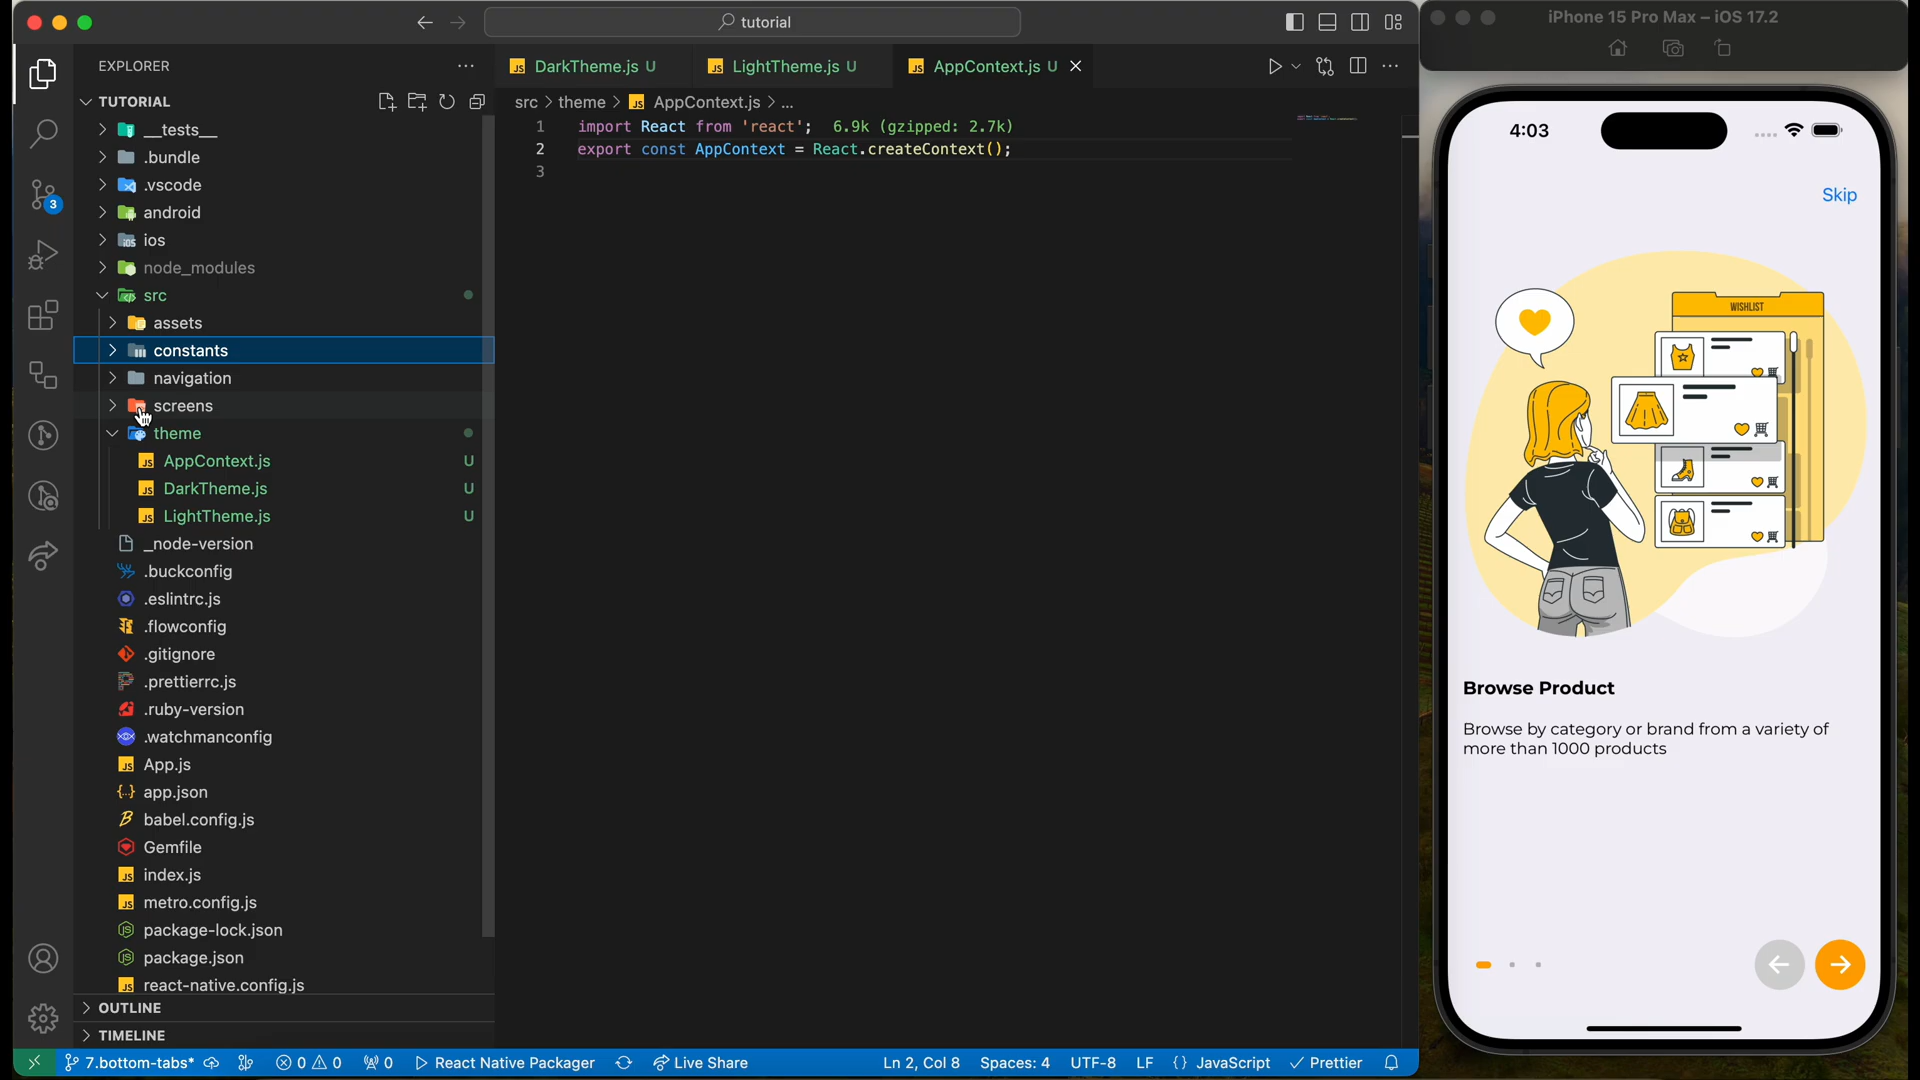 tutorial
EXPLORER
TUTORIAL
__tests__
.bundle
.vscode
android
ios
node_modules
src
assets
constants
navigation
screens
theme
AppContext.js U
DarkTheme.js U
LightTheme.js U
_node-version
.buckconfig
.eslintrc.js
.flowconfig
.gitignore
.prettierrc.js
.ruby-version
.watchmanconfig
App.js
app.json
babel.config.js
Gemfile
index.js
metro.config.js
package-lock.json
package.json
react-native.config.js
OUTLINE
TIMELINE
3
DarkTheme.js U
LightTheme.js U
AppContext.js U
src > theme > JS AppContext.js > ...
1 import React from 'react'; 6.9k (gzipped: 2.7k)
2 export const AppContext = React.createContext();
3
7.bottom-tabs* 0 0 0 React Native Packager Live Share Ln 2, Col 8 Spaces: 4 UTF-8 LF {} JavaScript Prettier
iPhone 15 Pro Max – iOS 17.2
4:03
Skip
WISHLIST
Browse Product
Browse by category or brand from a variety of
more than 1000 products